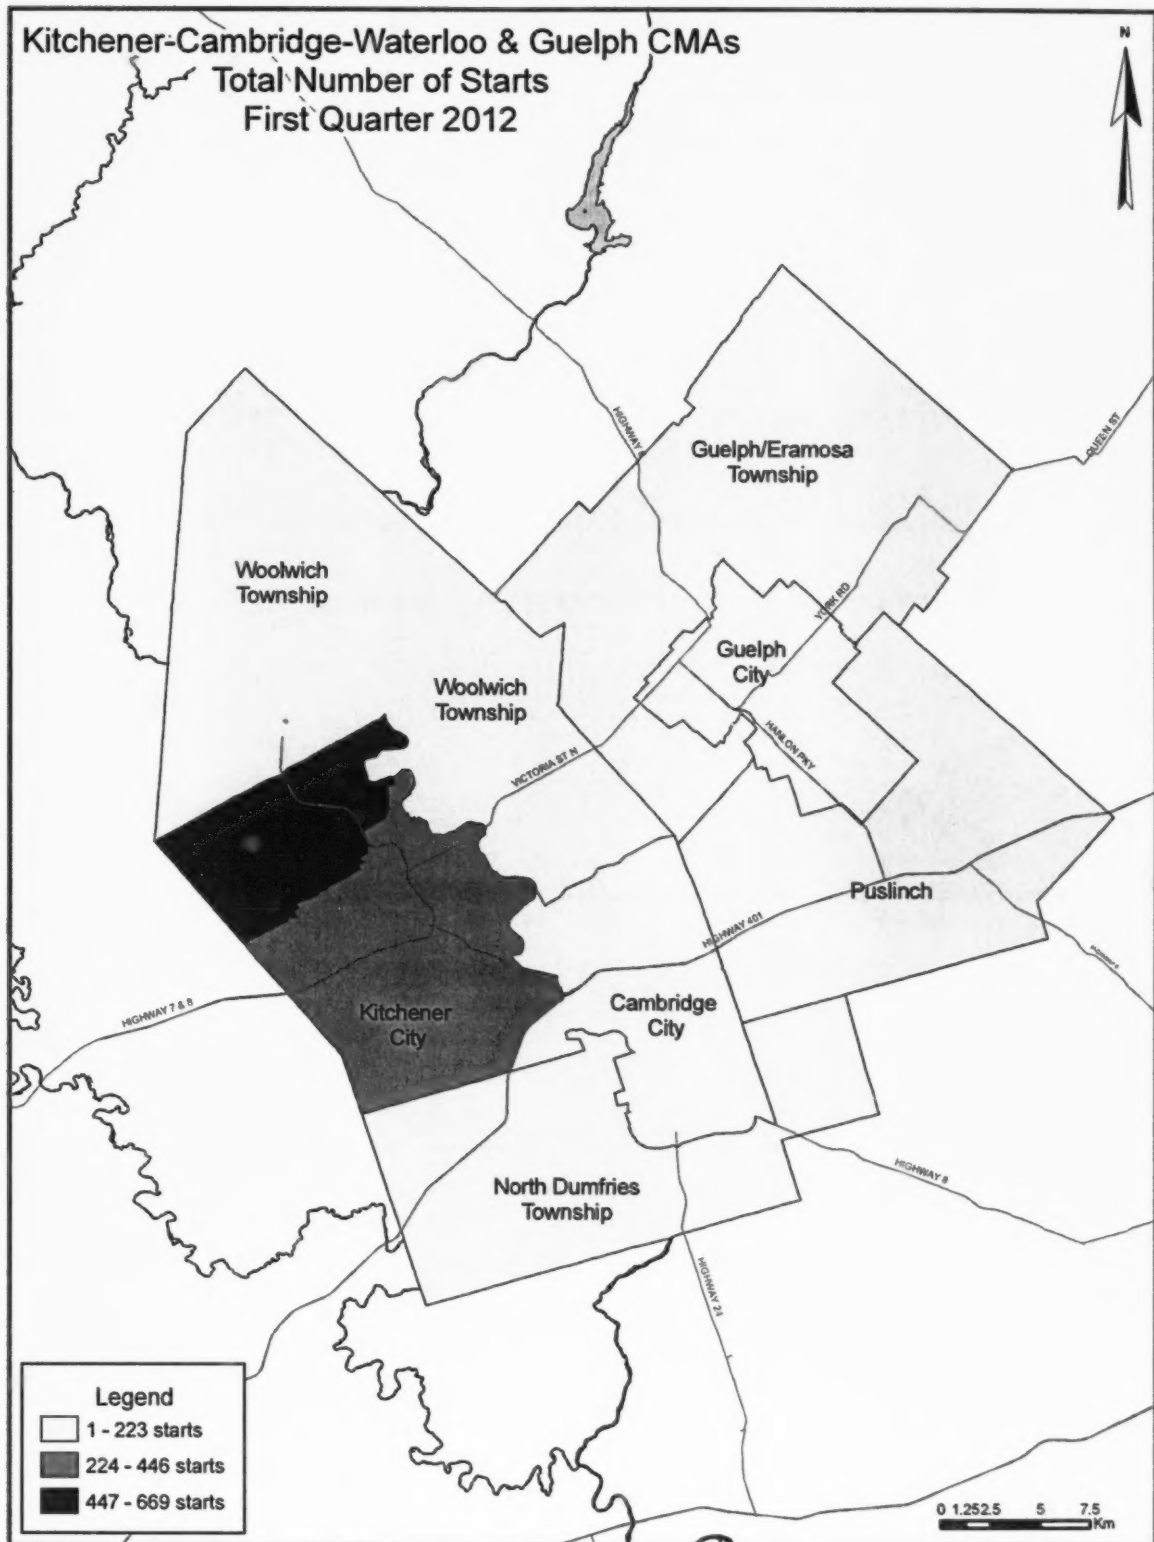 Kitchener-Cambridge-Waterloo & Guelph CMAs
Total Number of Starts
First Quarter 2012
N
HIGHWAY 6
Guelph/Eramosa
Township
QUEEN ST
Woolwich
Township
YORK RD
Guelph
City
Woolwich
Township
HANLON PKY
VICTORIA ST N
Puslinch
HIGHWAY 401
HIGHWAY 7 & 8
Kitchener
City
Cambridge
City
HIGHWAY 8
North Dumfries
Township
HIGHWAY 24
Legend
1 - 223 starts
224 - 446 starts
447 - 669 starts
0 1.25 2.5 5 7.5
Km